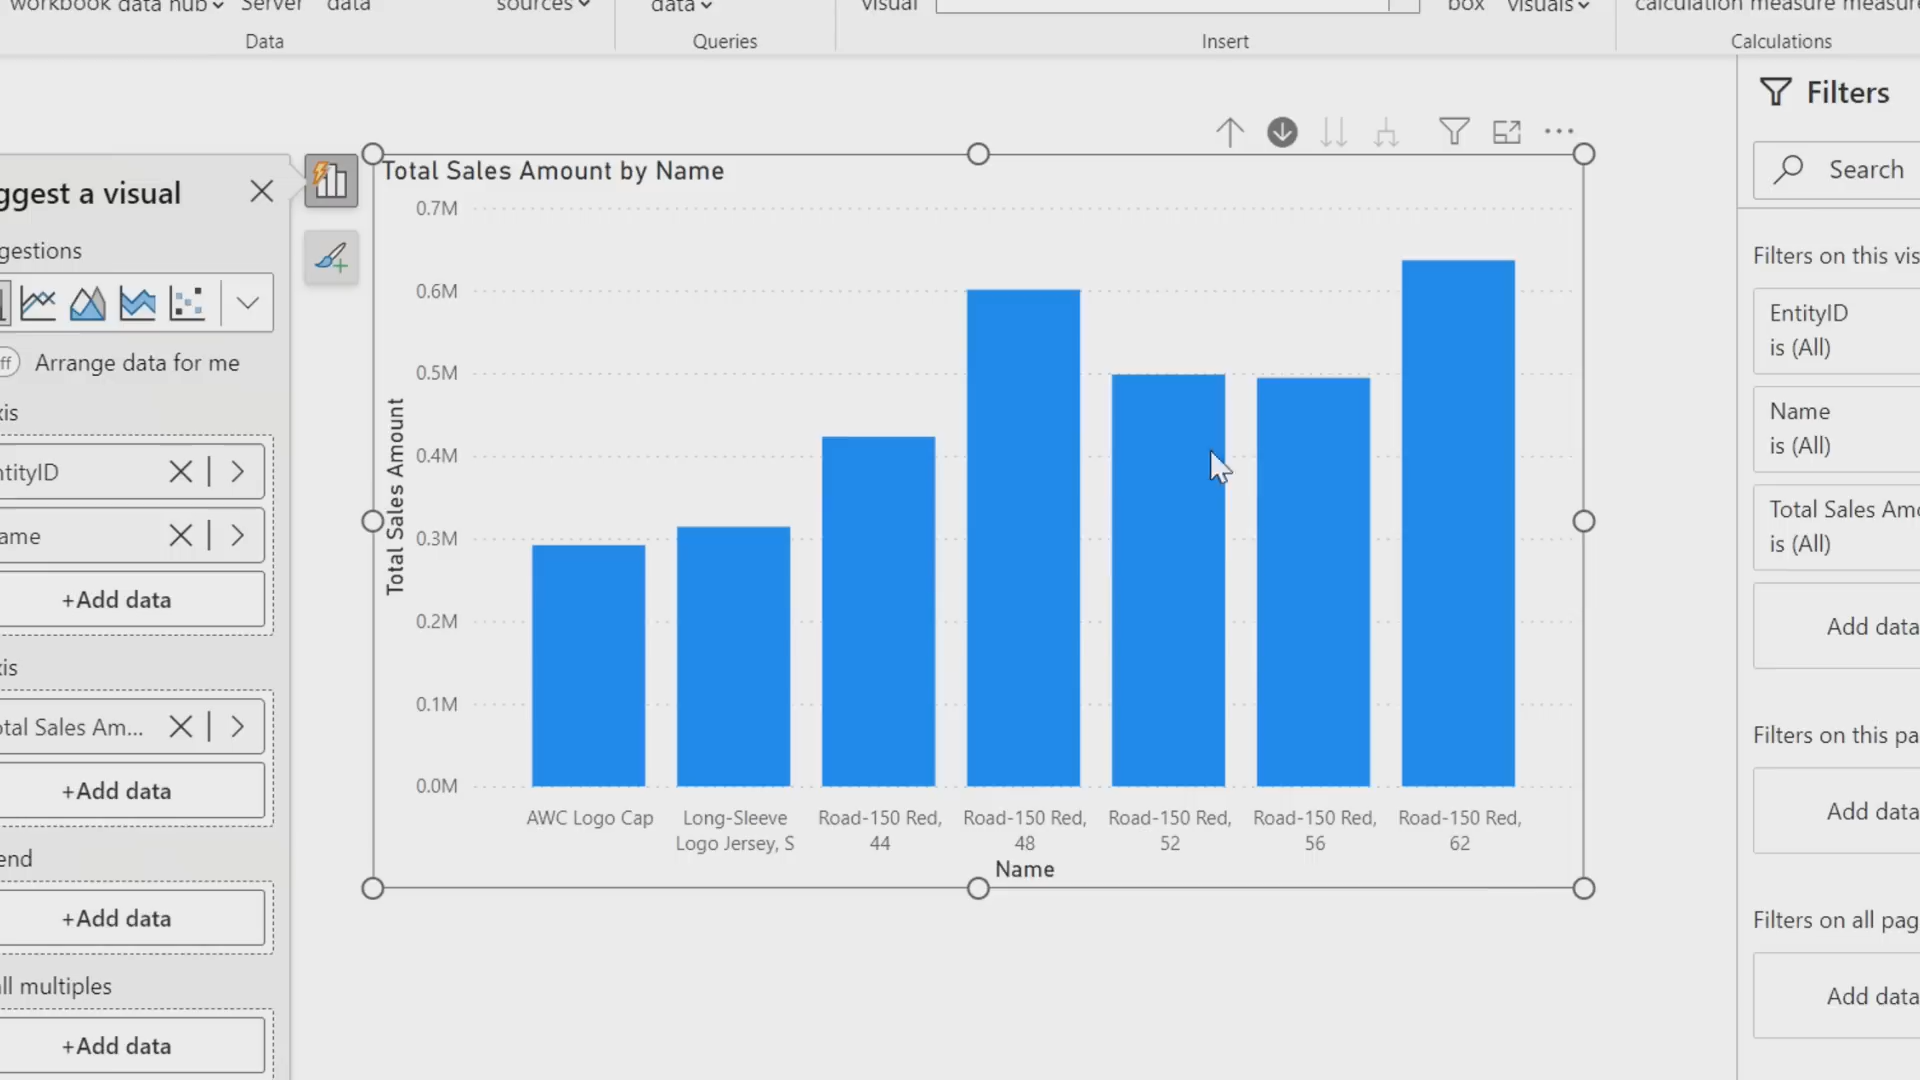 workbook data hub Server data sources data visual box visuals calculation measure measure
Data Queries Insert Calculations
ggest a visual
gestions
ff Arrange data for me
xis
ntityID
ame
+Add data
xis
otal Sales Am...
+Add data
end
+Add data
ll multiples
+Add data
Total Sales Amount by Name
0.7M
0.6M
0.5M
0.4M
0.3M
0.2M
0.1M
0.0M
Total Sales Amount
AWC Logo Cap
Long-Sleeve
Logo Jersey, S
Road-150 Red,
44
Road-150 Red,
48
Road-150 Red,
52
Road-150 Red,
56
Road-150 Red,
62
Name
Filters
Search
Filters on this vis
EntityID
is (All)
Name
is (All)
Total Sales Amo
is (All)
Add data
Filters on this pa
Add data
Filters on all pag
Add data